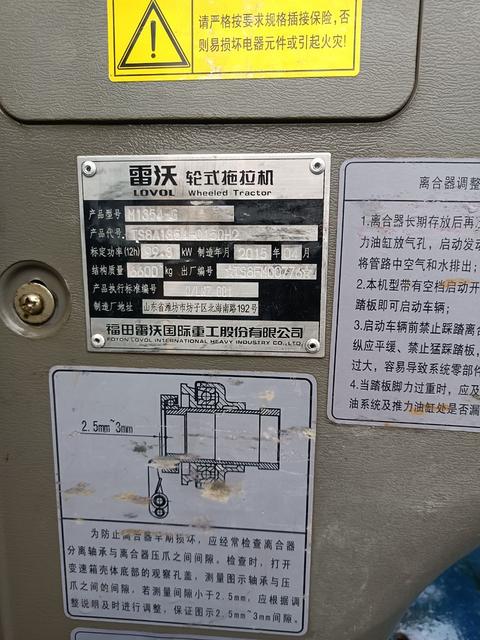 请严格按要求规格插接保险,否
则易损坏电器元件或引起火灾!
雷沃 轮式拖拉机
LOVOL Wheeled Tractor
产品型号 M1354-G
产品代号
标定功率(12h) 99.3 kW 制造年月 2015 年 04 月
结构质量 kg 出厂编号
产品执行标准编号
制造厂地址 山东省潍坊市坊子区北海南路192号
福田雷沃国际重工股份有限公司
FOTON LOVOL INTERNATIONAL HEAVY INDUSTRY CO.,LTD.
离合器调整
1.离合器长期存放后再
力油缸放气孔,启动发动
将管路中空气和水排出;
2.本机型带有空档启动开
踏板即可启动车辆;
3.启动车辆前禁止踩踏离合
纵应平缓、禁止猛踩踏板,
过大,容易导致系统零部件
4.当踏板脚力过重时,应及
油系统及推力油缸处是否漏
2.5mm~3mm
为防止离合器早期损坏,应经常检查离合器
分离轴承与离合器压爪之间间隙。检查时,打开
变速箱壳体底部的观察孔盖,测量图示轴承与压
爪之间的间隙,若测量间隙小于2.5mm,应根据调
整说明及时进行调整,保证图示2.5mm~3mm间隙